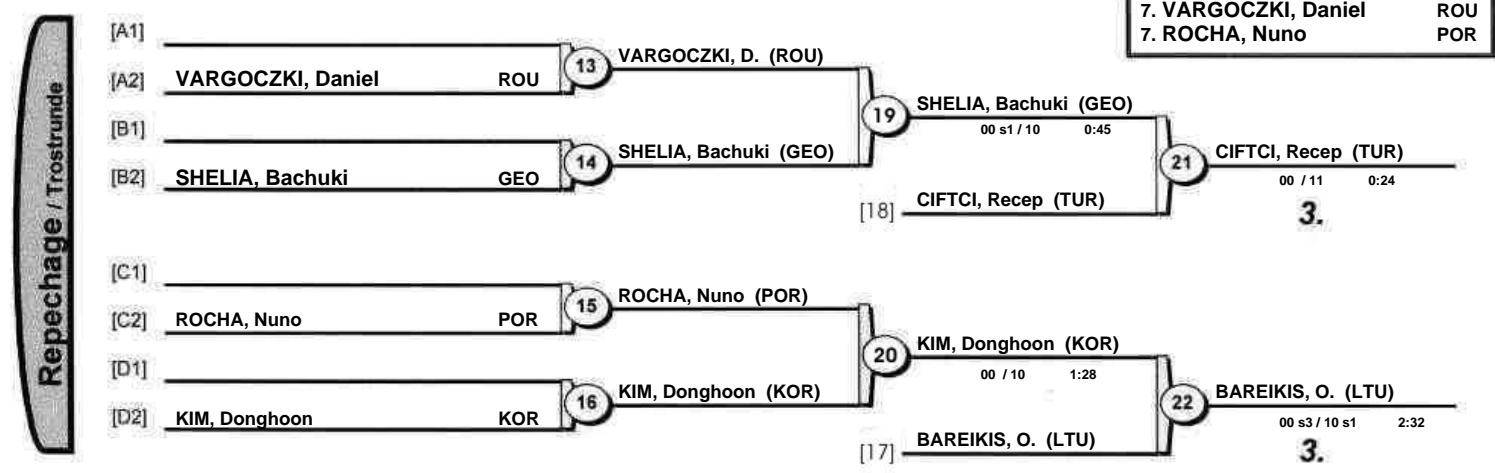 7. VARGOCZKI, Daniel ROU
7. ROCHA, Nuno POR
Repechage / Trostrunde
[A1]
[A2] VARGOCZKI, Daniel ROU
13
VARGOCZKI, D. (ROU)
[B1]
[B2] SHELIA, Bachuki GEO
14
SHELIA, Bachuki (GEO)
19
SHELIA, Bachuki (GEO)
00 s1 / 10 0:45
[18] CIFTCI, Recep (TUR)
21
CIFTCI, Recep (TUR)
00 / 11 0:24
3.
[C1]
[C2] ROCHA, Nuno POR
15
ROCHA, Nuno (POR)
[D1]
[D2] KIM, Donghoon KOR
16
KIM, Donghoon (KOR)
20
KIM, Donghoon (KOR)
00 / 10 1:28
[17] BAREIKIS, O. (LTU)
22
BAREIKIS, O. (LTU)
00 s3 / 10 s1 2:32
3.